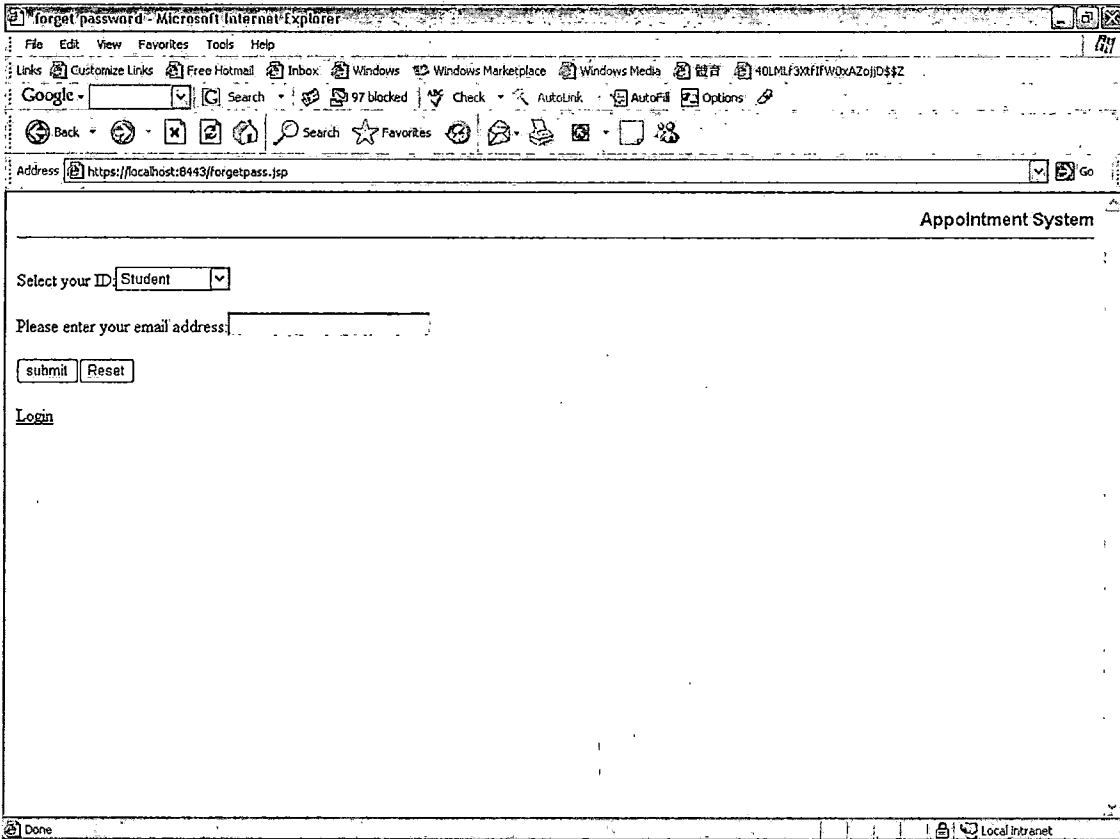 forget password - Microsoft Internet Explorer
File Edit View Favorites Tools Help
Links Customize Links Free Hotmail Inbox Windows Windows Marketplace Windows Media
Google Search 97 blocked Check AutoLink AutoFill Options
Back Search Favorites
Address https://localhost:8443/forgetpass.jsp Go
Appointment System
Select your ID: Student
Please enter your email address:
submit Reset
Login
Done Local intranet